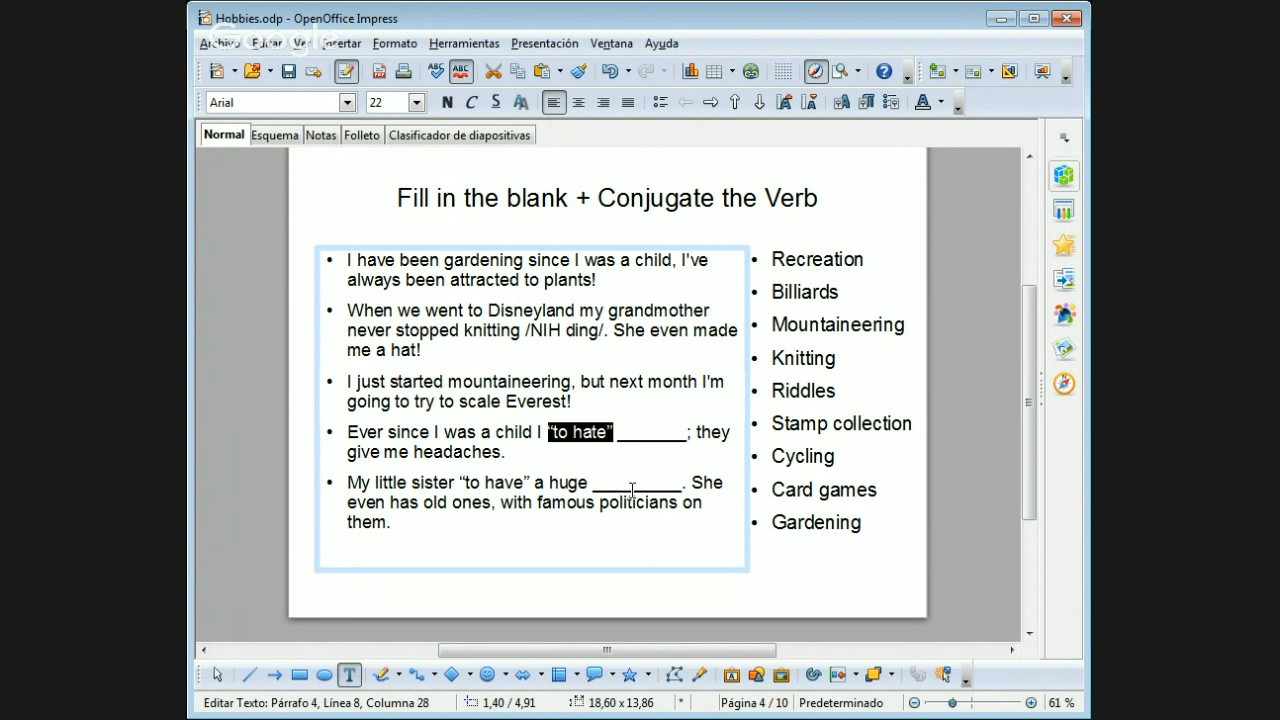 Hobbies.odp - OpenOffice Impress
Google
Archivo Editar Ver Insertar Formato Herramientas Presentación Ventana Ayuda
Arial 22 N C S
Normal Esquema Notas Folleto Clasificador de diapositivas
Fill in the blank + Conjugate the Verb
• I have been gardening since I was a child, I've
always been attracted to plants!
• When we went to Disneyland my grandmother
never stopped knitting /NIH ding/. She even made
me a hat!
• I just started mountaineering, but next month I'm
going to try to scale Everest!
• Ever since I was a child I “to hate” _______; they
give me headaches.
• My little sister “to have” a huge _________. She
even has old ones, with famous politicians on
them.
• Recreation
• Billiards
• Mountaineering
• Knitting
• Riddles
• Stamp collection
• Cycling
• Card games
• Gardening
Editar Texto: Párrafo 4, Línea 8, Columna 28 1,40 / 4,91 18,60 x 13,86 * Página 4 / 10 Predeterminado 61 %